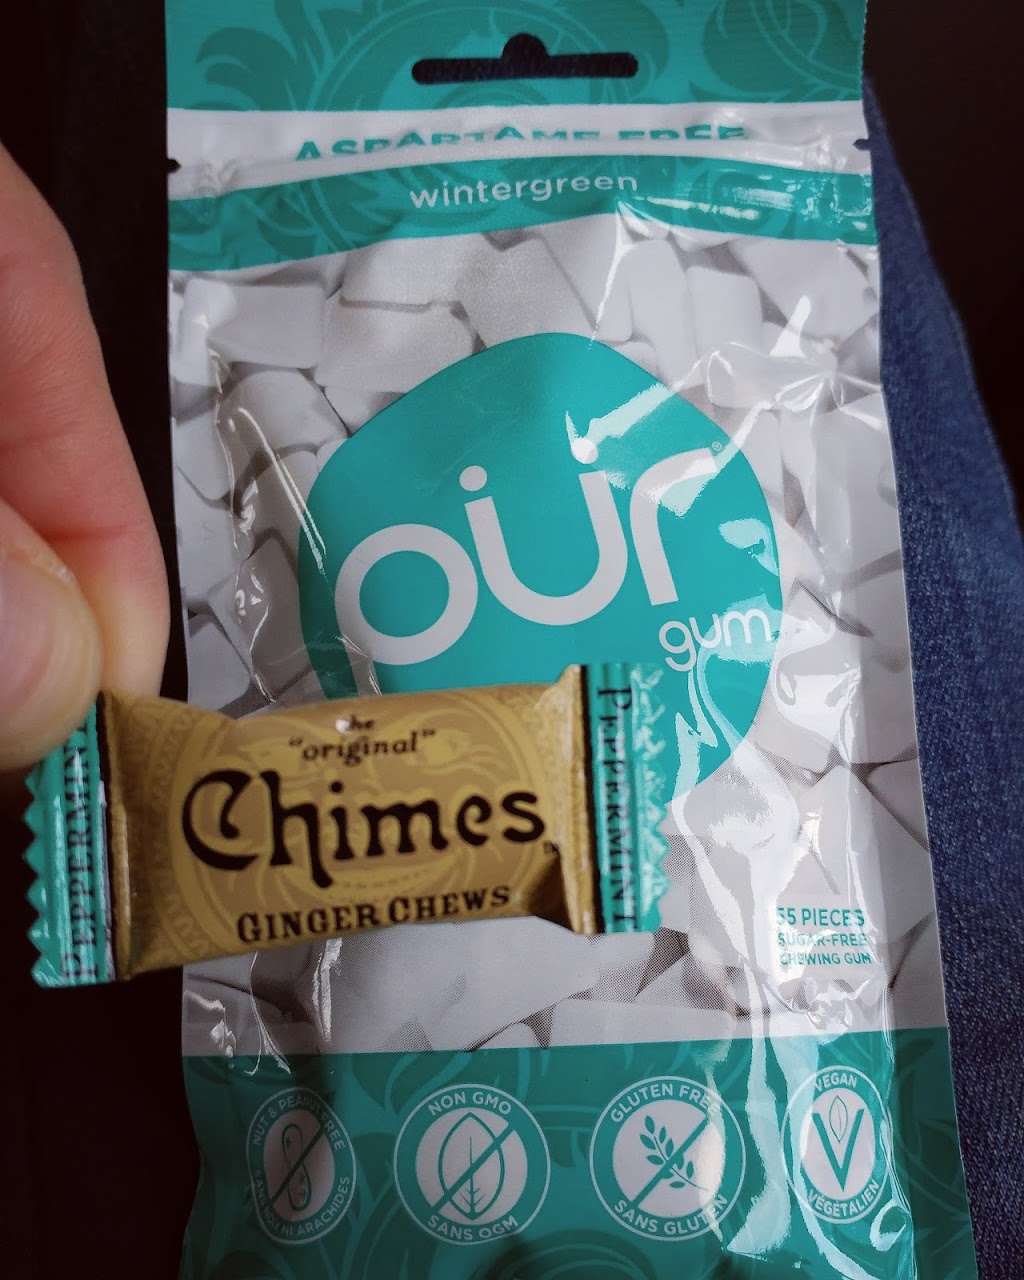 ASPARTAME FREE
wintergreen
PÜR
gum
PEPPERMINT
the
"original"
Chimes
GINGER CHEWS
PEPPERMINT
55 PIECES
SUGAR-FREE
CHEWING GUM
NUT & PEANUT FREE
SANS NOIX NI ARACHIDES
NON GMO
SANS OGM
GLUTEN FREE
SANS GLUTEN
VEGAN
VÉGÉTALIEN